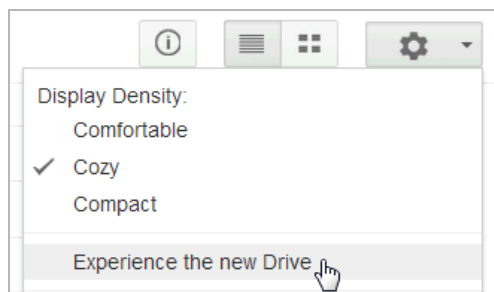 Display Density:
Comfortable
Cozy
Compact
Experience the new Drive